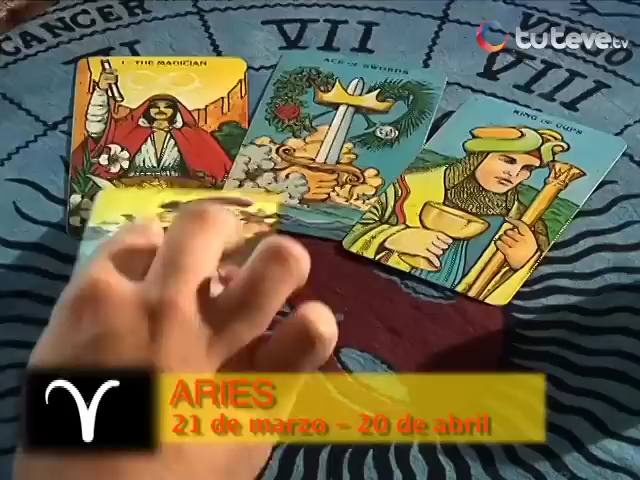 CANCER
VII
VIII
tuteve.tv
I - THE MAGICIAN
ACE OF SWORDS
KING OF CUPS
ARIES
21 de marzo - 20 de abril